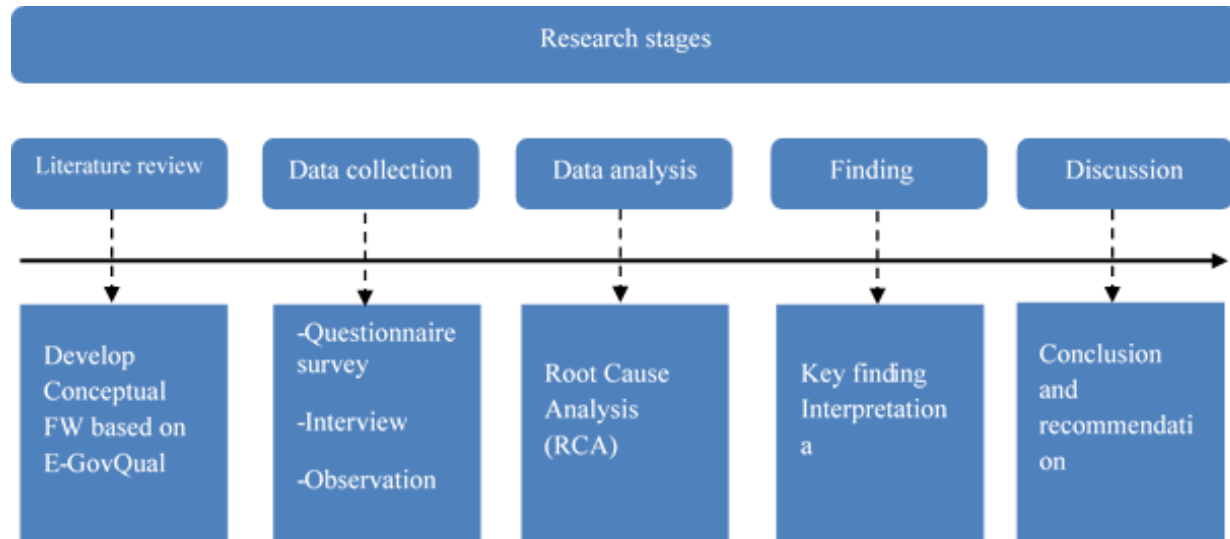 Research stages
Literature review
Data collection
Data analysis
Finding
Discussion
Develop
Conceptual
FW based on
E-GovQual
-Questionnaire
survey
-Interview
-Observation
Root Cause
Analysis
(RCA)
Key finding
Interpretation
a
Conclusion
and
recommendati
on